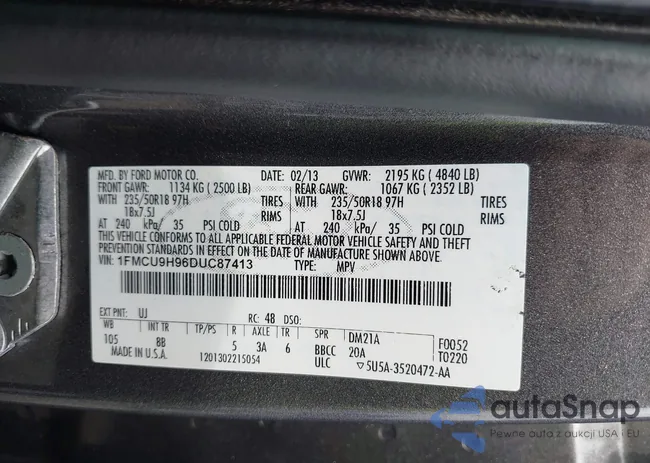 MFD. BY FORD MOTOR CO. DATE: 02/13 GVWR: 2195 KG ( 4840 LB)
FRONT GAWR: 1134 KG ( 2500 LB) REAR GAWR: 1067 KG ( 2352 LB)
WITH 235/50R18 97H TIRES WITH 235/50R18 97H TIRES
18x7.5J RIMS 18x7.5J RIMS
AT 240 kPa/ 35 PSI COLD AT 240 kPa/ 35 PSI COLD
THIS VEHICLE CONFORMS TO ALL APPLICABLE FEDERAL MOTOR VEHICLE SAFETY AND THEFT
PREVENTION STANDARDS IN EFFECT ON THE DATE OF MANUFACTURE SHOWN ABOVE.
VIN: 1FMCU9H96DUC87413 TYPE: MPV
EXT PNT: UJ RC: 48 DSO:
WB INT TR TP/PS R AXLE TR SPR DM21A F0052
105 8B 5 3A 6 BBCC 20A T0220
MADE IN U.S.A. 1201302215054 ULC ▽5U5A-3520472-AA
autoSnap
Pewne auta z aukcji USA i EU